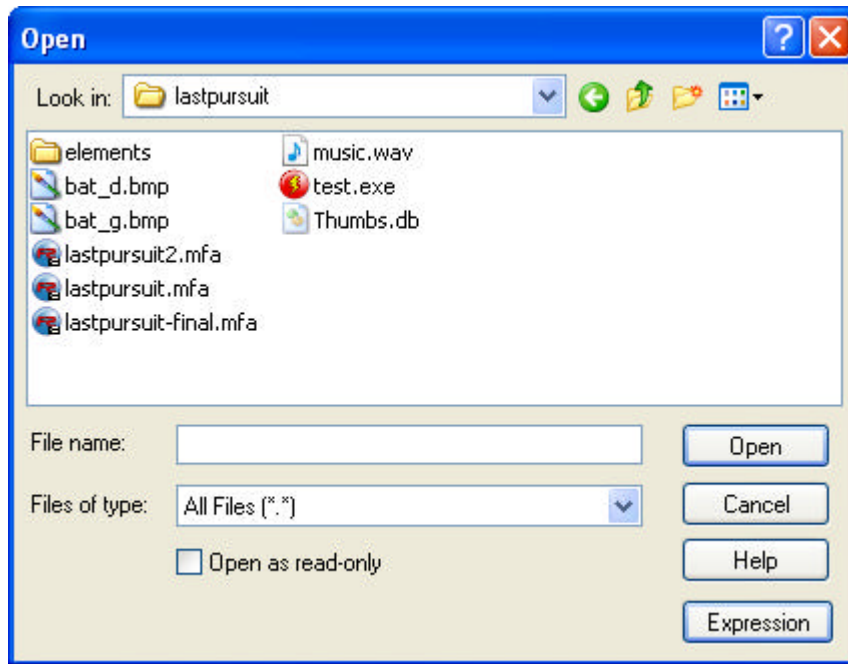 Open
Look in: lastpursuit
elements
bat_d.bmp
bat_g.bmp
lastpursuit2.mfa
lastpursuit.mfa
lastpursuit-final.mfa
music.wav
test.exe
Thumbs.db
File name:
Open
Files of type: All Files (*.*)
Cancel
Open as read-only
Help
Expression